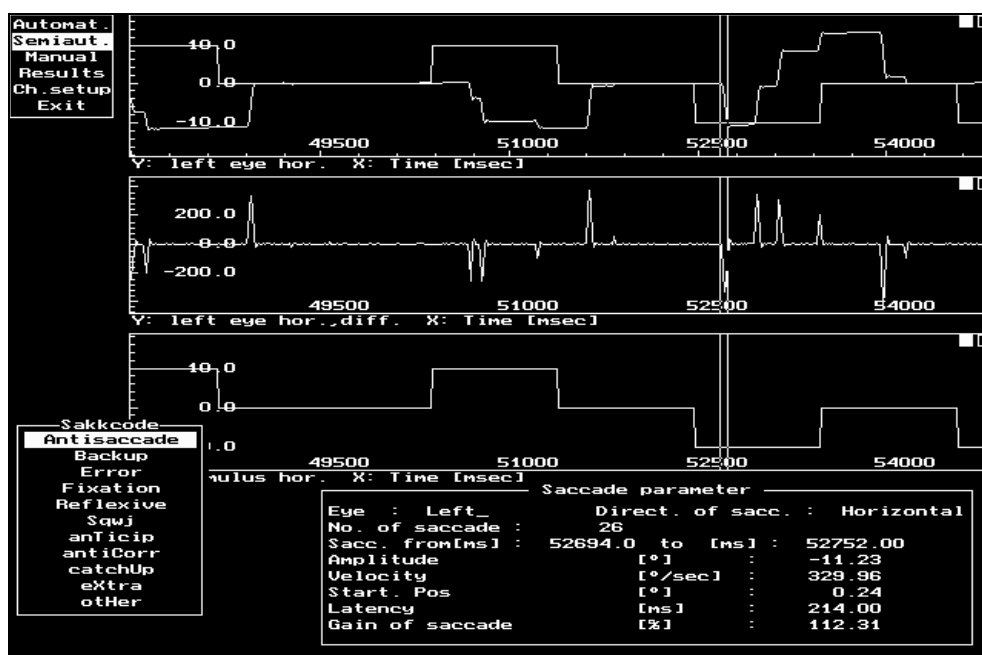 Automat.
Semiaut.
Manual
Results
Ch.setup
Exit
10.0
0.0
-10.0
49500 51000 52500 54000
Y: left eye hor. X: Time [msec]
200.0
0.0
-200.0
49500 51000 52500 54000
Y: left eye hor.,diff. X: Time [msec]
10.0
0.0
.0
49500 51000 52500 54000
mulus hor. X: Time [msec]
Sakkcode
Antisaccade
Backup
Error
Fixation
Reflexive
Sqwj
anTicip
antiCorr
catchUp
eXtra
otHer
Saccade parameter
Eye : Left_ Direct. of sacc. : Horizontal
No. of saccade : 26
Sacc. from[ms] : 52694.0 to [ms] : 52752.00
Amplitude [°] : -11.23
Velocity [°/sec] : 329.96
Start. Pos [°] : 0.24
Latency [ms] : 214.00
Gain of saccade [%] : 112.31